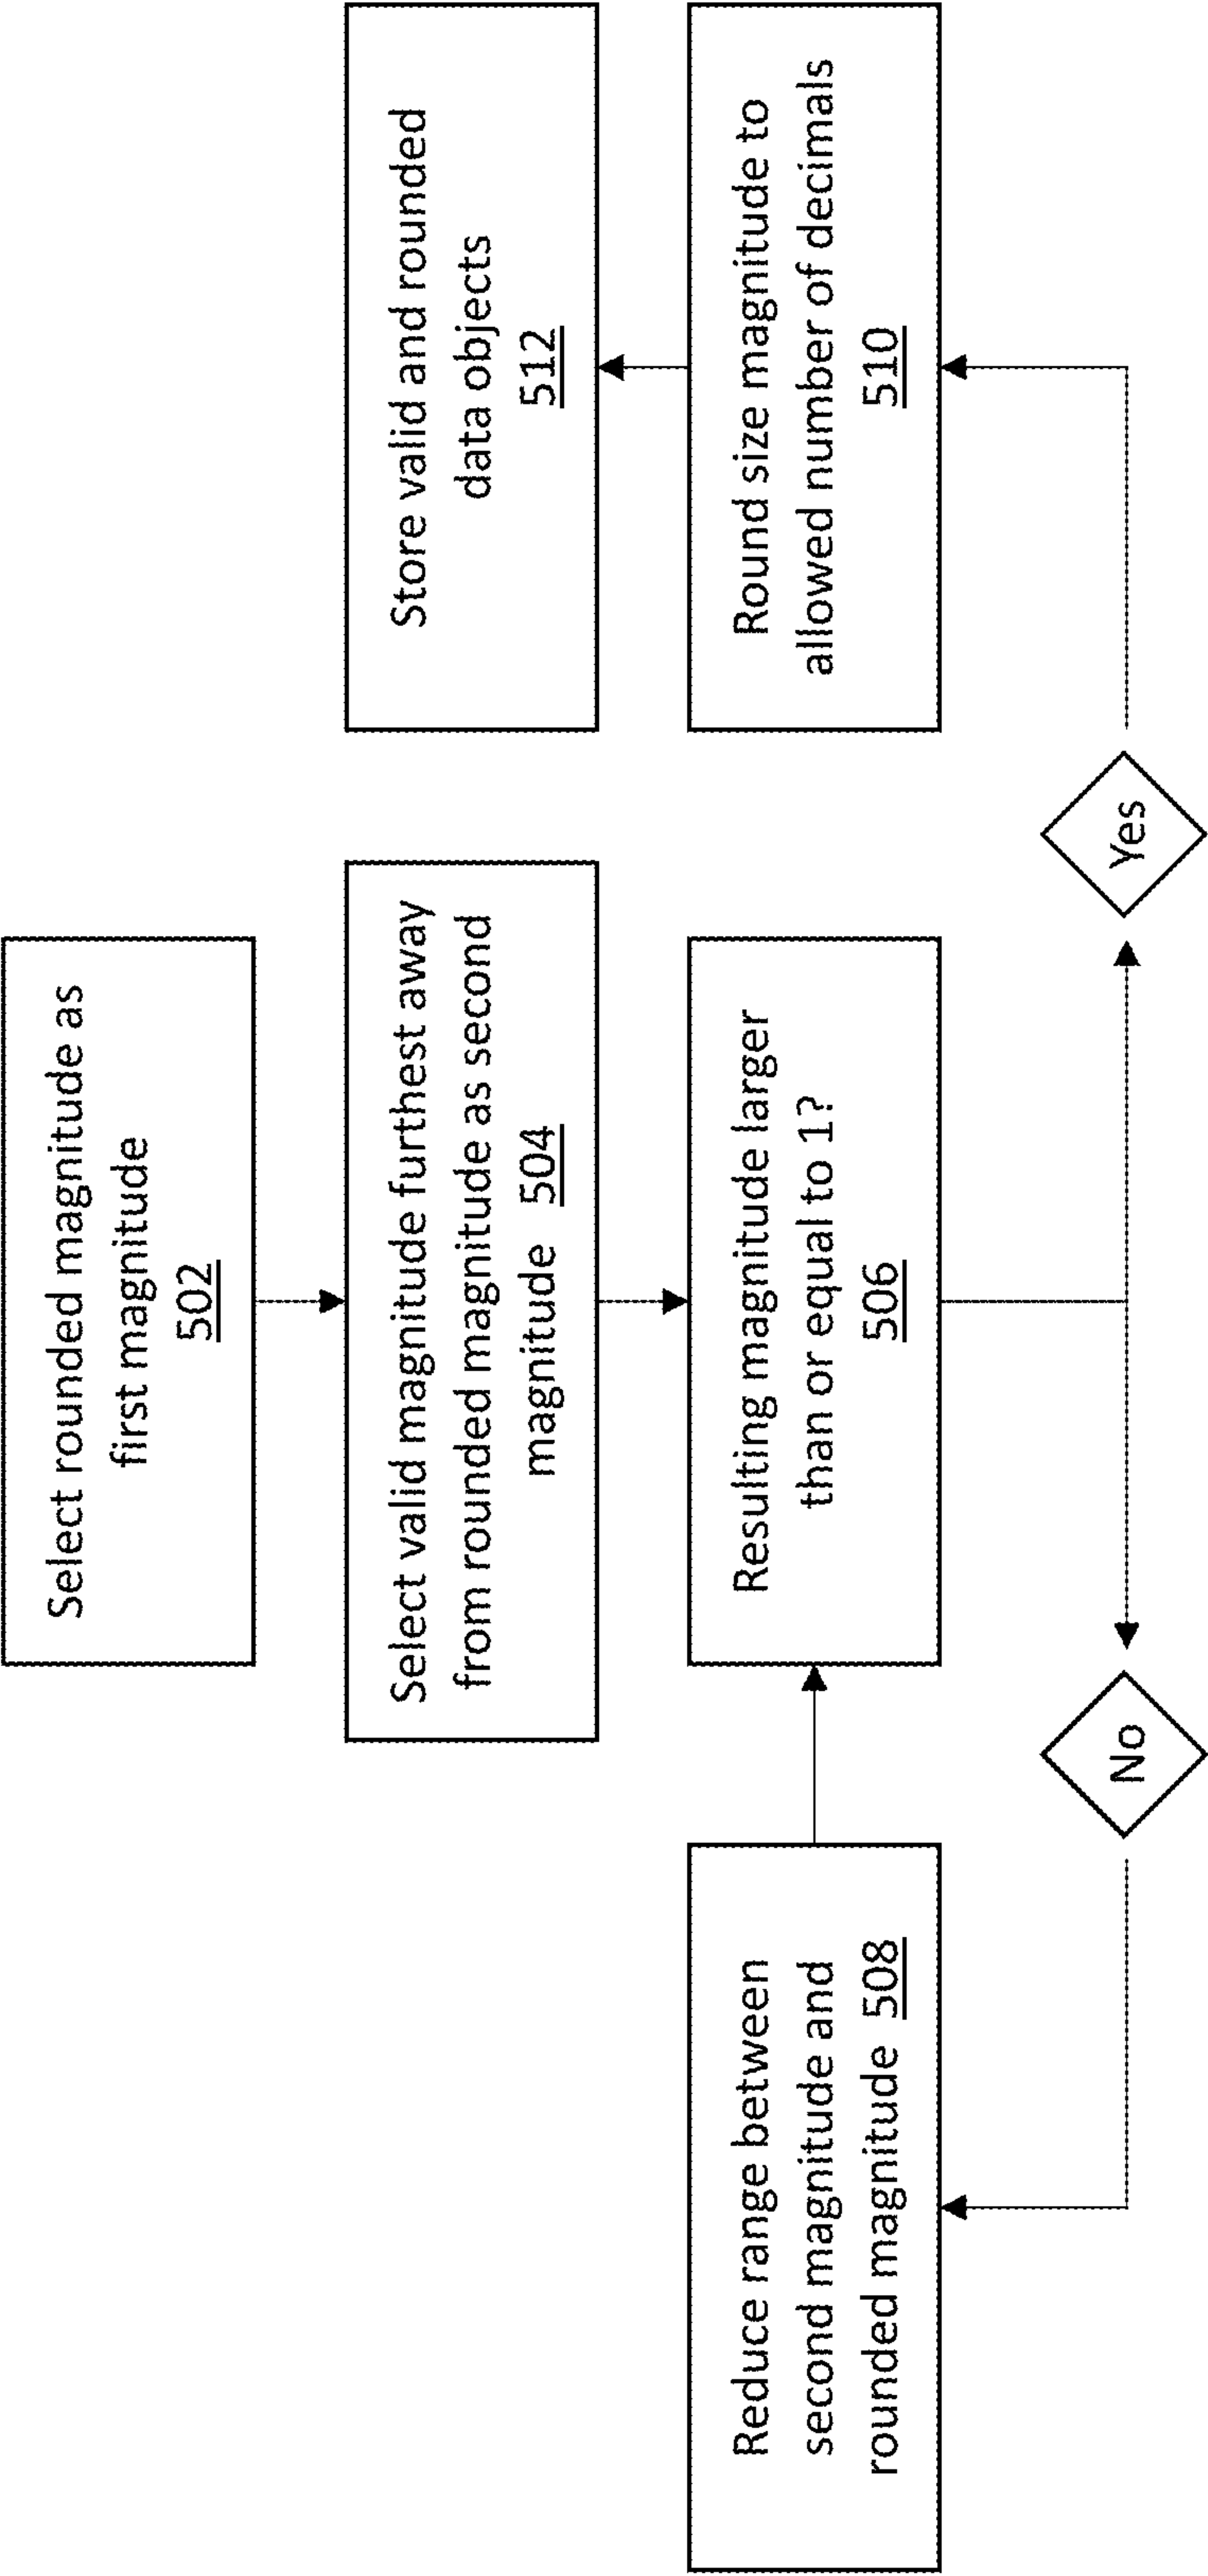 Select rounded magnitude as
first magnitude
502
Select valid magnitude furthest away
from rounded magnitude as second
magnitude 504
Resulting magnitude larger
than or equal to 1?
506
No
Yes
Reduce range between
second magnitude and
rounded magnitude 508
Round size magnitude to
allowed number of decimals
510
Store valid and rounded
data objects
512